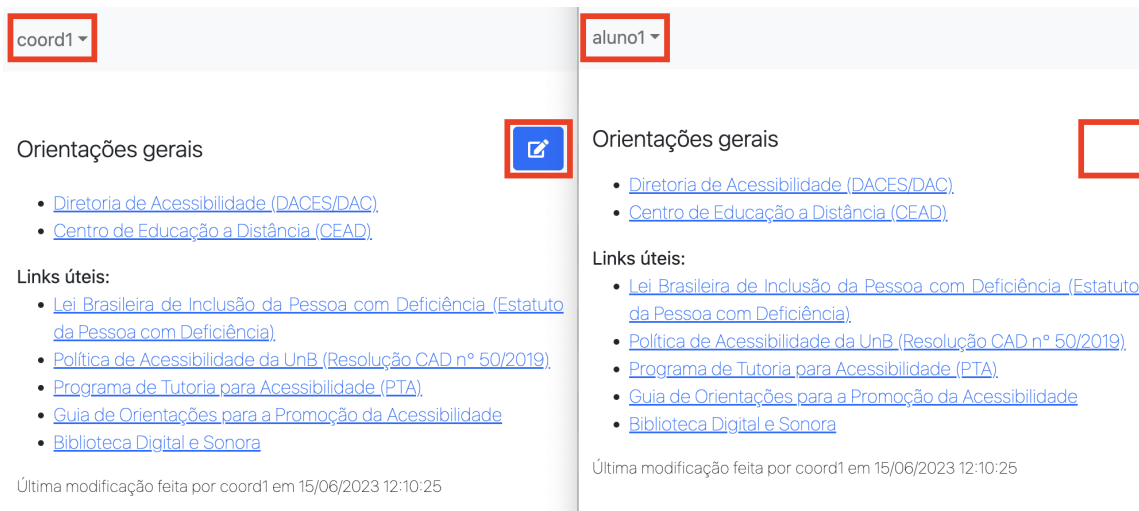 coord1
Orientações gerais
Diretoria de Acessibilidade (DACES/DAC)
Centro de Educação a Distância (CEAD)
Links úteis:
Lei Brasileira de Inclusão da Pessoa com Deficiência (Estatuto
da Pessoa com Deficiência)
Política de Acessibilidade da UnB (Resolução CAD n° 50/2019)
Programa de Tutoria para Acessibilidade (PTA)
Guia de Orientações para a Promoção da Acessibilidade
Biblioteca Digital e Sonora
Última modificação feita por coord1 em 15/06/2023 12:10:25
aluno1
Orientações gerais
Diretoria de Acessibilidade (DACES/DAC)
Centro de Educação a Distância (CEAD)
Links úteis:
Lei Brasileira de Inclusão da Pessoa com Deficiência (Estatuto
da Pessoa com Deficiência)
Política de Acessibilidade da UnB (Resolução CAD n° 50/2019)
Programa de Tutoria para Acessibilidade (PTA)
Guia de Orientações para a Promoção da Acessibilidade
Biblioteca Digital e Sonora
Última modificação feita por coord1 em 15/06/2023 12:10:25